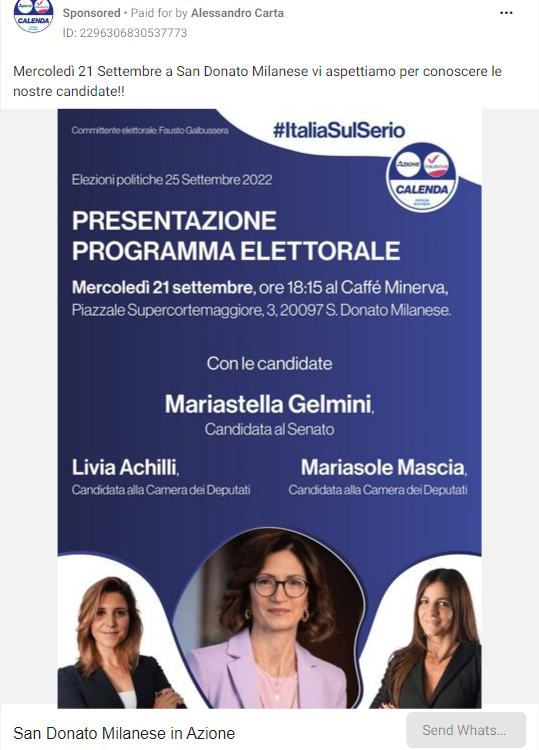 Sponsored • Paid for by Alessandro Carta
ID: 2296306830537773
Mercoledì 21 Settembre a San Donato Milanese vi aspettiamo per conoscere le
nostre candidate!!
Committente elettorale: Fausto Galbussera
#ItaliaSulSerio
AZIONE
ITALIA VIVA
CALENDA
renew
europe
Elezioni politiche 25 Settembre 2022
PRESENTAZIONE
PROGRAMMA ELETTORALE
Mercoledì 21 settembre, ore 18:15 al Caffé Minerva,
Piazzale Supercortemaggiore, 3, 20097 S. Donato Milanese.
Con le candidate
Mariastella Gelmini,
Candidata al Senato
Livia Achilli,
Candidata alla Camera dei Deputati
Mariasole Mascia,
Candidata alla Camera dei Deputati
San Donato Milanese in Azione
Send Whats...